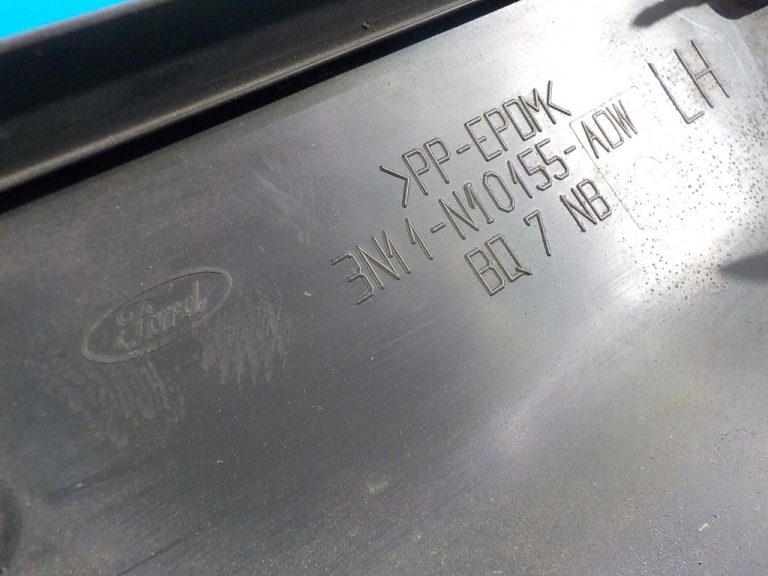 Ford
>PP-EPDM<
3N11-N10155-ADW
BQ 7 NB
LH